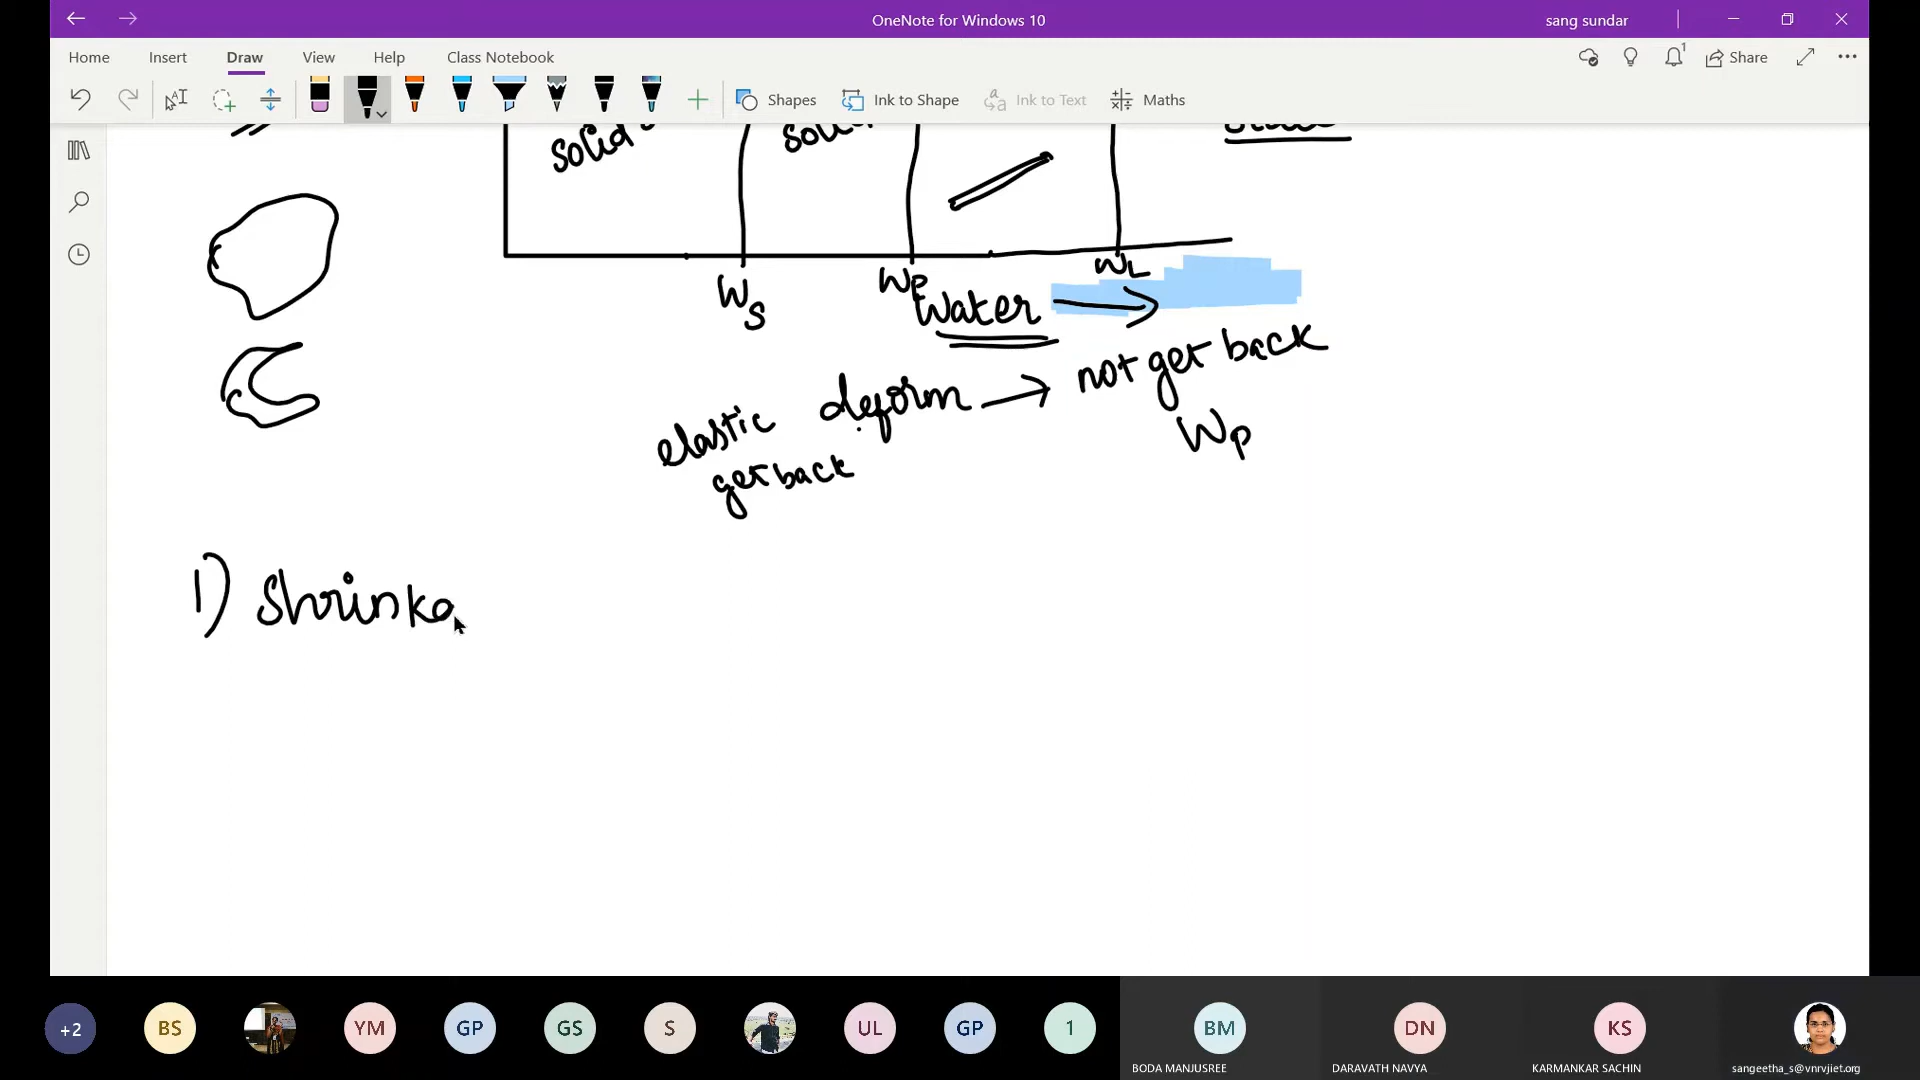 OneNote for Windows 10
sang sundar
Home Insert Draw View Help Class Notebook
1
Share
Shapes
Ink to Shape
Ink to Text
Maths
solid
solid
Ws
Wp
WL
Water →
elastic deform → not get back
get back
Wp
1) Shrinka
+2
BS
YM
GP
GS
S
UL
GP
1
BM
DN
KS
BODA MANJUSREE
DARAVATH NAVYA
KARMANKAR SACHIN
sangeetha_s@vnrvjiet.org